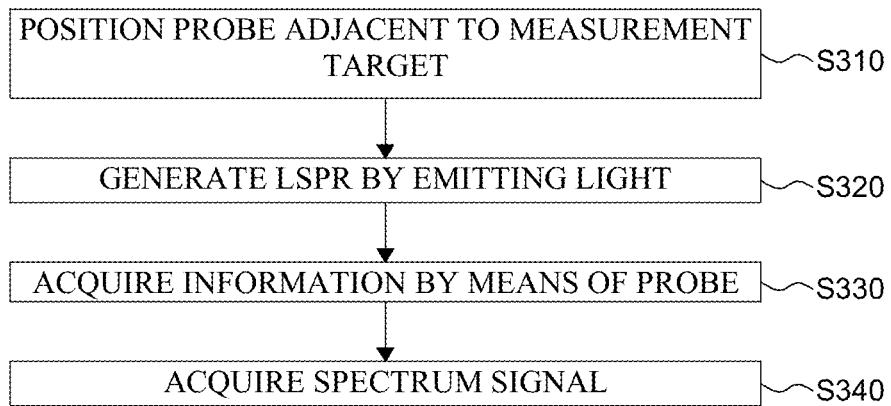 POSITION PROBE ADJACENT TO MEASUREMENT
TARGET
S310
GENERATE LSPR BY EMITTING LIGHT
S320
ACQUIRE INFORMATION BY MEANS OF PROBE
S330
ACQUIRE SPECTRUM SIGNAL
S340